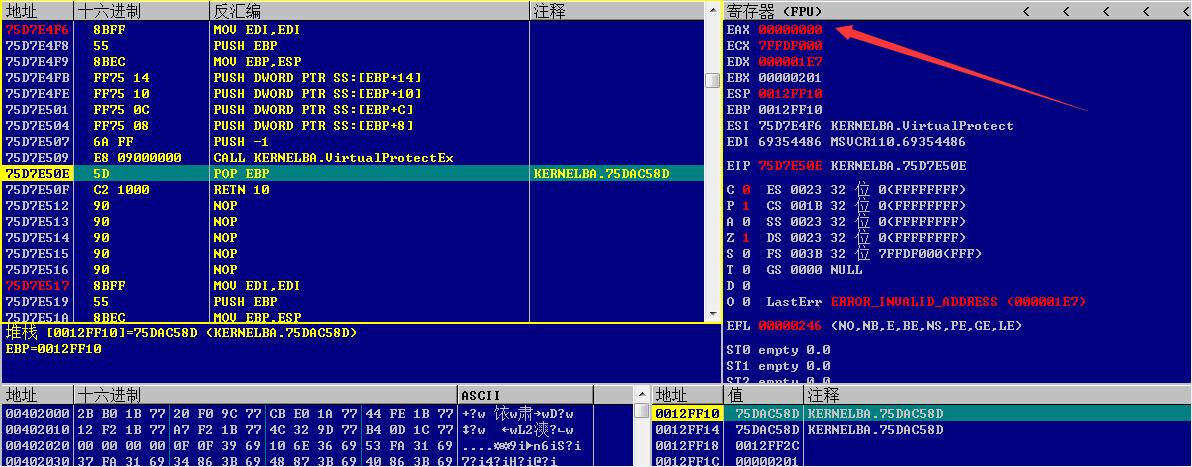 地址 十六进制 反汇编 注释
75D7E4F6 8BFF MOV EDI,EDI
75D7E4F8 55 PUSH EBP
75D7E4F9 8BEC MOV EBP,ESP
75D7E4FB FF75 14 PUSH DWORD PTR SS:[EBP+14]
75D7E4FE FF75 10 PUSH DWORD PTR SS:[EBP+10]
75D7E501 FF75 0C PUSH DWORD PTR SS:[EBP+C]
75D7E504 FF75 08 PUSH DWORD PTR SS:[EBP+8]
75D7E507 6A FF PUSH -1
75D7E509 E8 09000000 CALL KERNELBA.VirtualProtectEx
75D7E50E 5D POP EBP KERNELBA.75DAC58D
75D7E50F C2 1000 RETN 10
75D7E512 90 NOP
75D7E513 90 NOP
75D7E514 90 NOP
75D7E515 90 NOP
75D7E516 90 NOP
75D7E517 8BFF MOV EDI,EDI
75D7E519 55 PUSH EBP
75D7E51A 8BEC MOV EBP,ESP
堆栈 [0012FF10]=75DAC58D (KERNELBA.75DAC58D)
EBP=0012FF10
寄存器 (FPU) < < < < <
EAX 00000000
ECX 7FFDF000
EDX 000001E7
EBX 00000201
ESP 0012FF10
EBP 0012FF10
ESI 75D7E4F6 KERNELBA.VirtualProtect
EDI 69354486 MSVCR110.69354486
EIP 75D7E50E KERNELBA.75D7E50E
C 0 ES 0023 32 位 0(FFFFFFFF)
P 1 CS 001B 32 位 0(FFFFFFFF)
A 0 SS 0023 32 位 0(FFFFFFFF)
Z 1 DS 0023 32 位 0(FFFFFFFF)
S 0 FS 003B 32 位 7FFDF000(FFF)
T 0 GS 0000 NULL
D 0
O 0 LastErr ERROR_INVALID_ADDRESS (000001E7)
EFL 00000246 (NO,NB,E,BE,NS,PE,GE,LE)
ST0 empty 0.0
ST1 empty 0.0
ST2 empty 0.0
地址 十六进制 ASCII
00402000 2B B0 1B 77 20 F0 9C 77 CB E0 1A 77 44 FE 1B 77
00402010 12 F2 1B 77 A7 F2 1B 77 4C 32 9D 77 B4 0D 1C 77
00402020 00 00 00 00 0F 0F 39 69 10 6E 36 69 53 FA 31 69
00402030 37 FA 31 69 34 86 3B 69 48 87 3B 69 40 86 3B 69
地址 值 注释
0012FF10 75DAC58D KERNELBA.75DAC58D
0012FF14 75DAC58D KERNELBA.75DAC58D
0012FF18 0012FF2C
0012FF1C 00000201